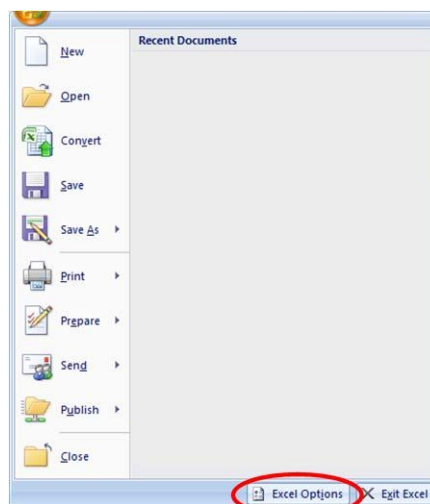 Recent Documents
New
Open
Convert
Save
Save As
Print
Prepare
Send
Publish
Close
Excel Options
Exit Excel